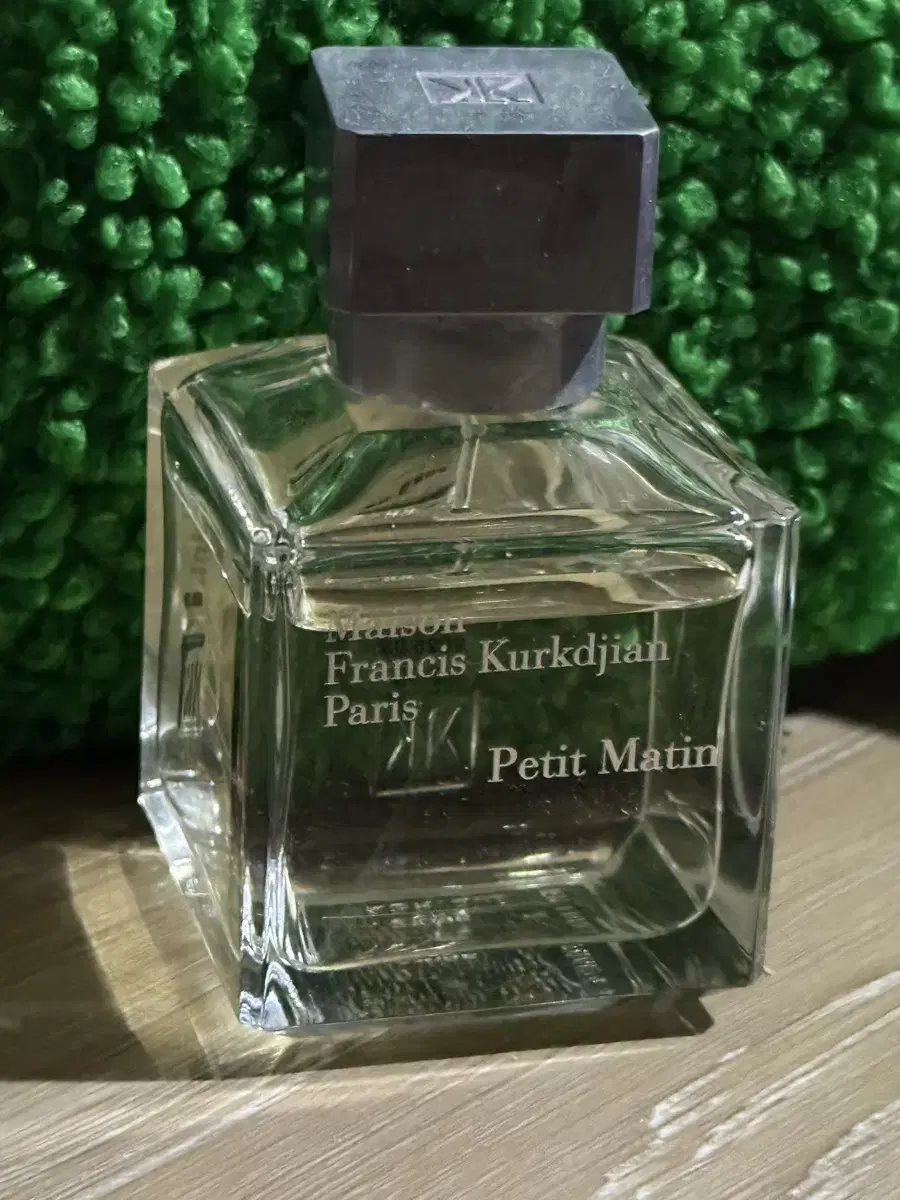 Maison
Francis Kurkdjian
Paris
Petit Matin